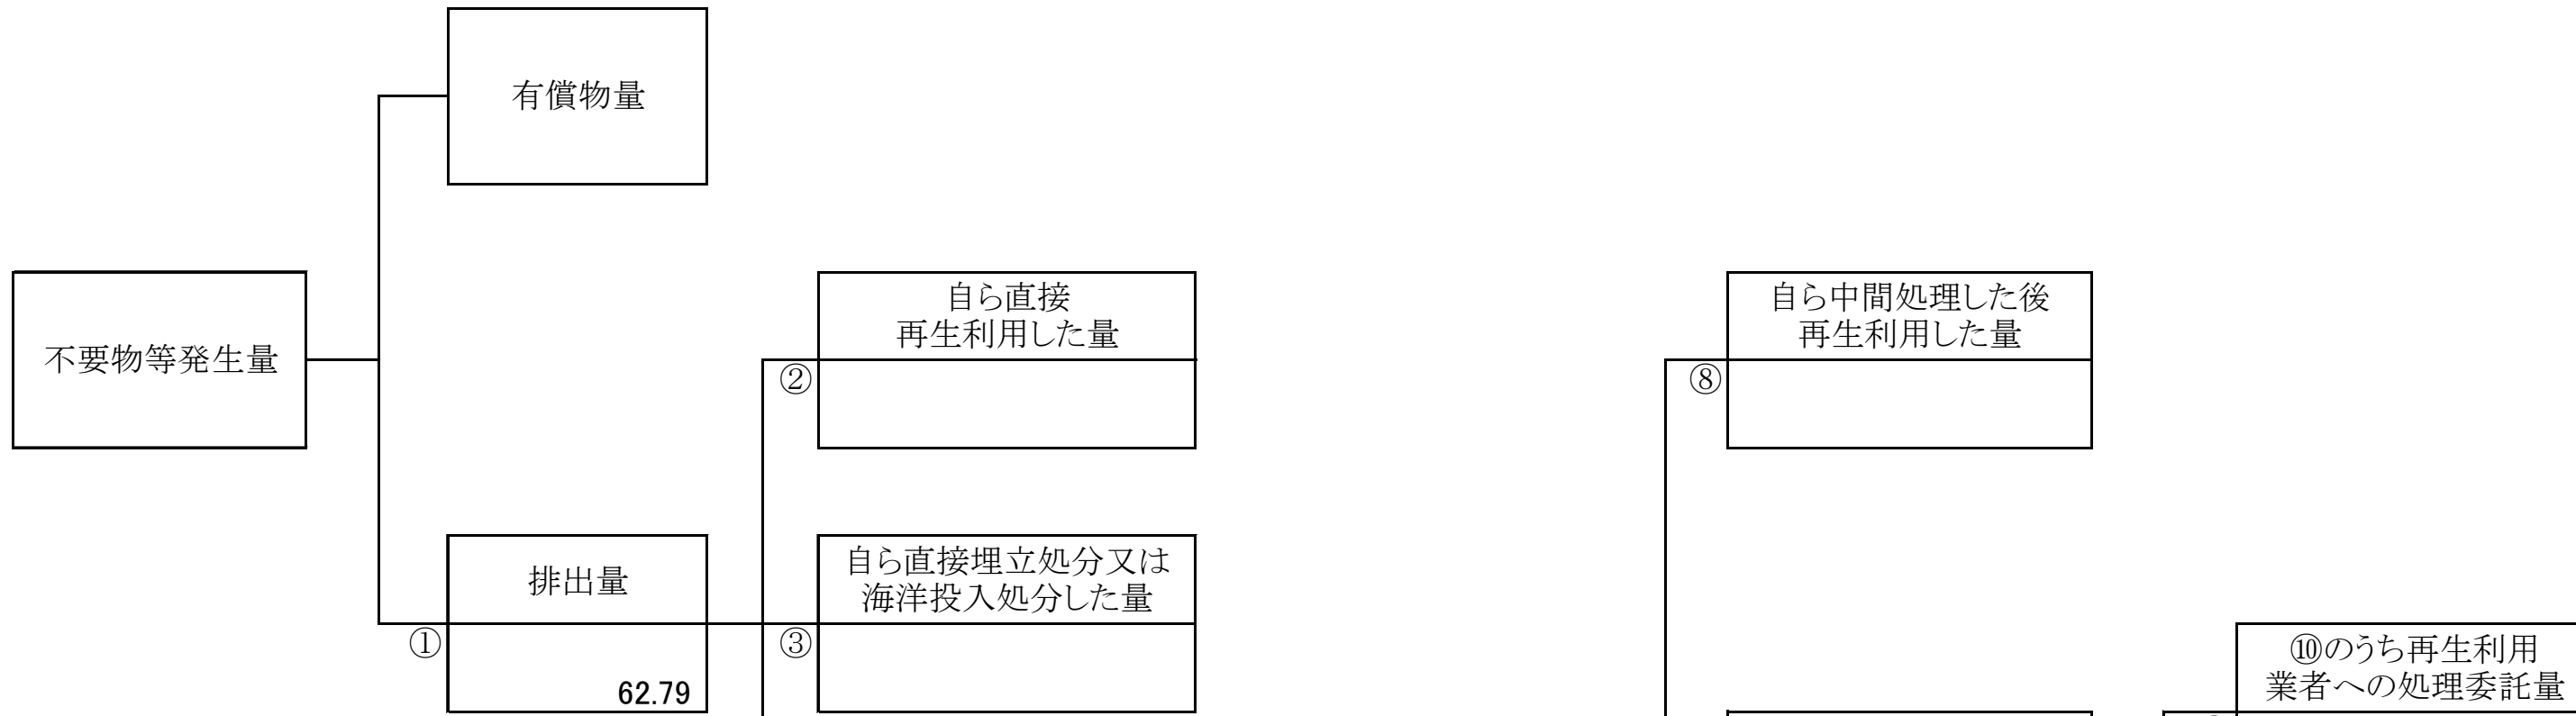 有償物量
不要物等発生量
自ら直接
再生利用した量
②
自ら中間処理した後
再生利用した量
⑧
排出量
①
62.79
自ら直接埋立処分又は
海洋投入処分した量
③
⑩のうち再生利用
業者への処理委託量